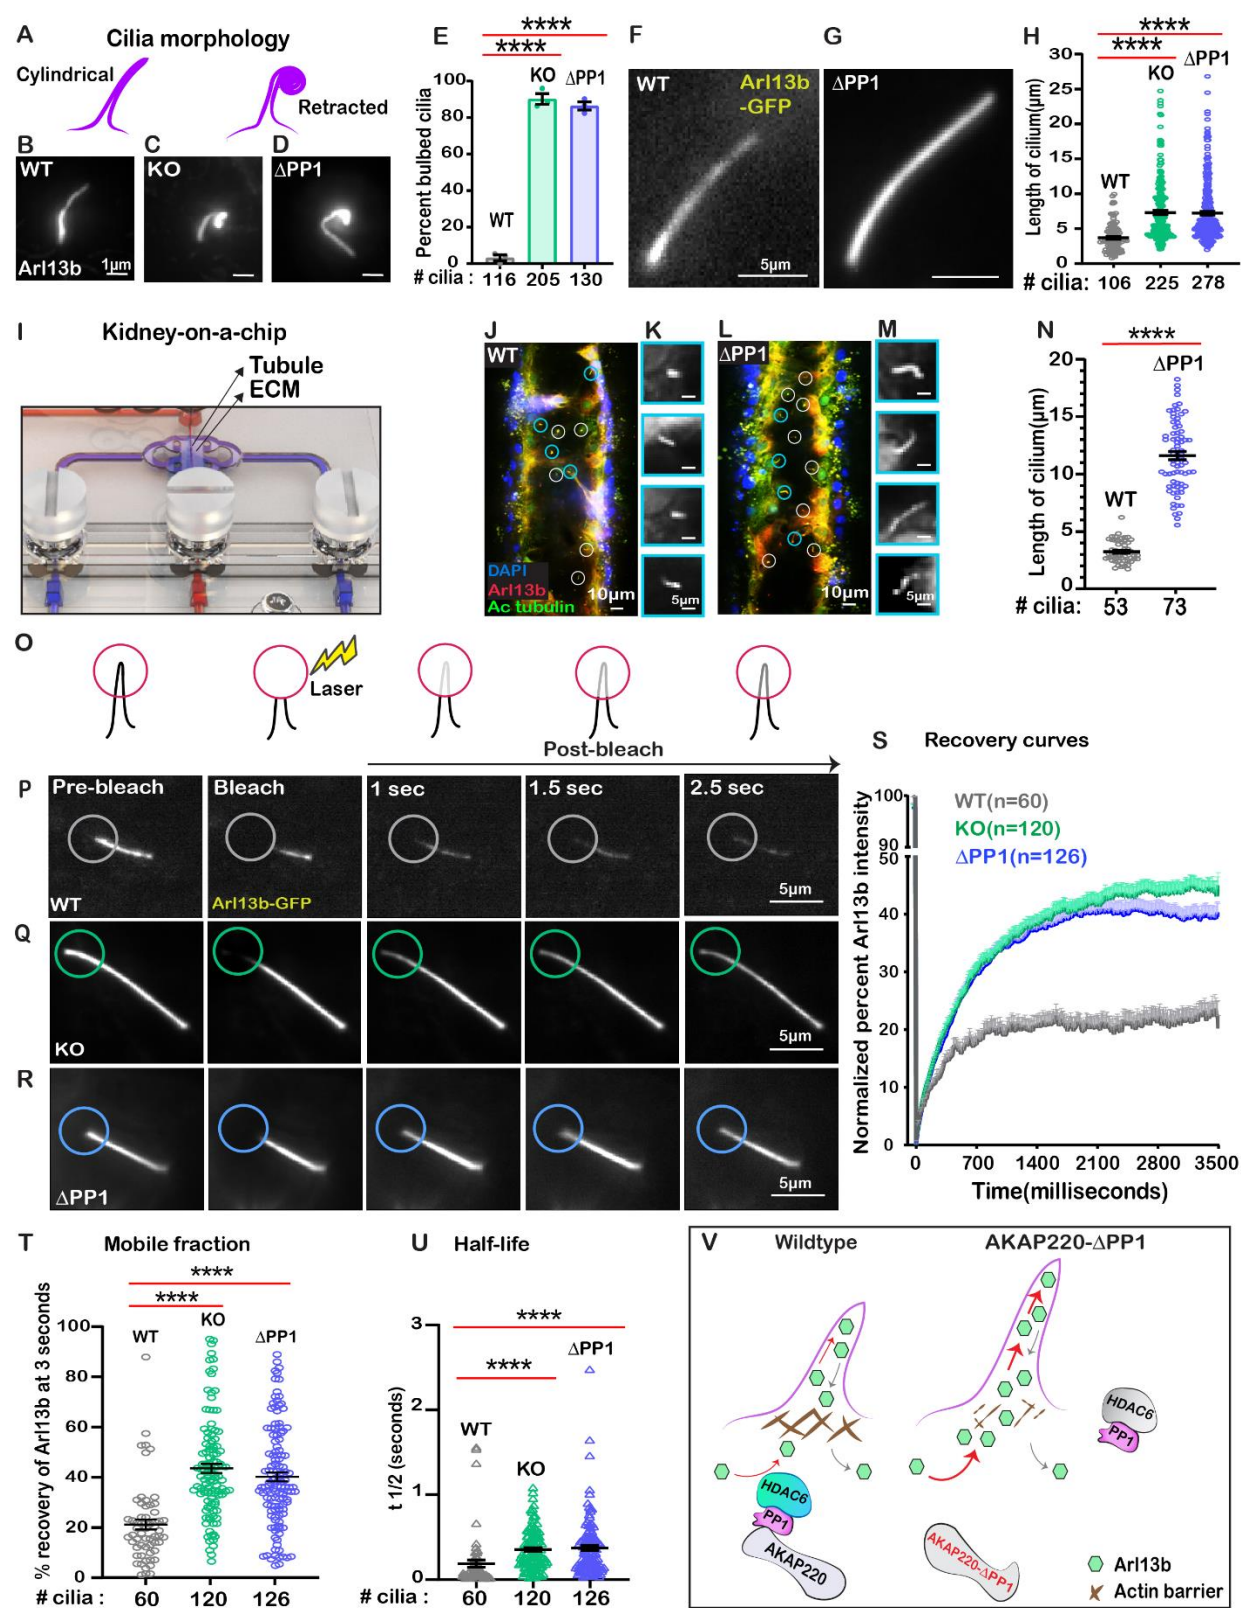 A
Cilia morphology
Cylindrical
Retracted
B
WT
Arl13b
1µm
C
KO
D
ΔPP1
E
****
****
Percent bulbed cilia
100
80
60
40
20
0
WT
KO
ΔPP1
# cilia : 116 205 130
F
WT
Arl13b
-GFP
5µm
G
ΔPP1
H
****
****
Length of cilium(µm)
30
25
20
15
10
5
0
WT
KO
ΔPP1
# cilia: 106 225 278
I
Kidney-on-a-chip
Tubule
ECM
J
WT
DAPI
Arl13b
Ac tubulin
10µm
K
5µm
L
ΔPP1
10µm
M
5µm
N
****
Length of cilium(µm)
20
15
10
5
0
WT
ΔPP1
# cilia: 53 73
O
Laser
Post-bleach
P
Pre-bleach
Bleach
1 sec
1.5 sec
2.5 sec
WT
Arl13b-GFP
5µm
Q
KO
5µm
R
ΔPP1
5µm
S
Recovery curves
WT(n=60)
KO(n=120)
ΔPP1(n=126)
Normalized percent Arl13b intensity
100
90
50
40
30
20
10
0
0 700 1400 2100 2800 3500
Time(milliseconds)
T
Mobile fraction
****
****
% recovery of Arl13b at 3 seconds
100
80
60
40
20
0
WT
KO
ΔPP1
# cilia : 60 120 126
U
Half-life
****
****
t 1/2 (seconds)
3
2
1
0
WT
KO
ΔPP1
# cilia : 60 120 126
V
Wildtype
AKAP220-ΔPP1
HDAC6
PP1
AKAP220
HDAC6
PP1
AKAP220-ΔPP1
Arl13b
Actin barrier